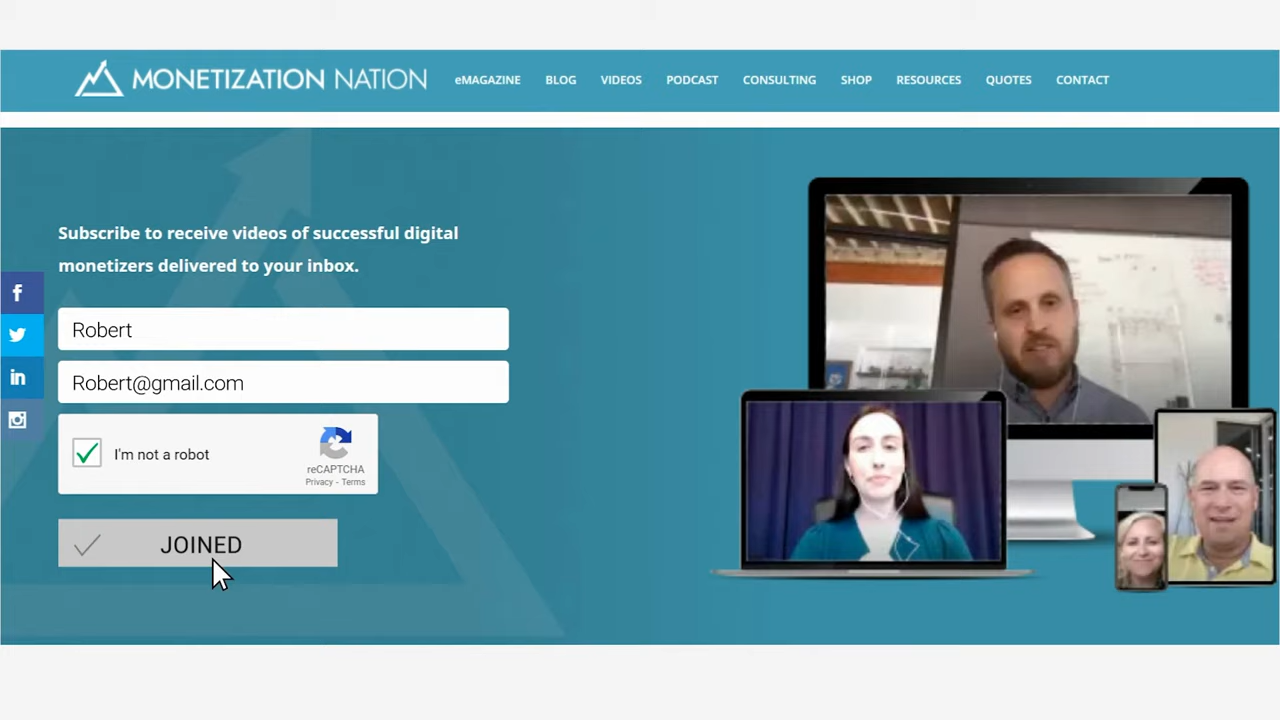 MONETIZATION NATION
eMAGAZINE BLOG VIDEOS PODCAST CONSULTING SHOP RESOURCES QUOTES CONTACT
Subscribe to receive videos of successful digital
monetizers delivered to your inbox.
f
in
Robert
Robert@gmail.com
I'm not a robot
reCAPTCHA
Privacy - Terms
JOINED